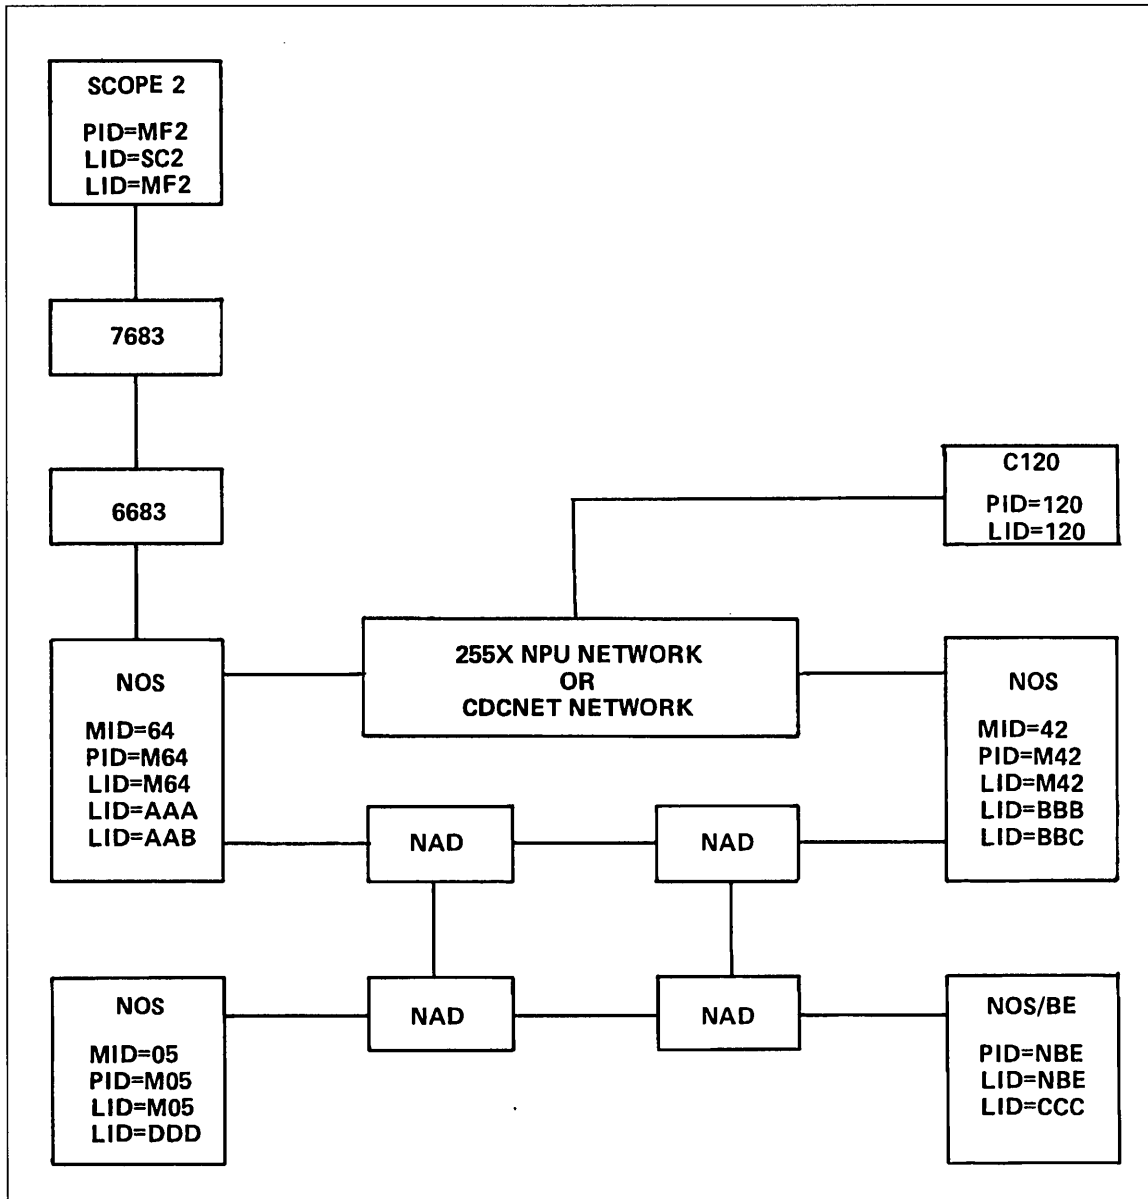 SCOPE 2
PID=MF2
LID=SC2
LID=MF2
7683
6683
C120
PID=120
LID=120
255X NPU NETWORK
OR
CDCNET NETWORK
NOS
MID=64
PID=M64
LID=M64
LID=AAA
LID=AAB
NOS
MID=42
PID=M42
LID=M42
LID=BBB
LID=BBC
NAD
NAD
NOS
MID=05
PID=M05
LID=M05
LID=DDD
NAD
NAD
NOS/BE
PID=NBE
LID=NBE
LID=CCC